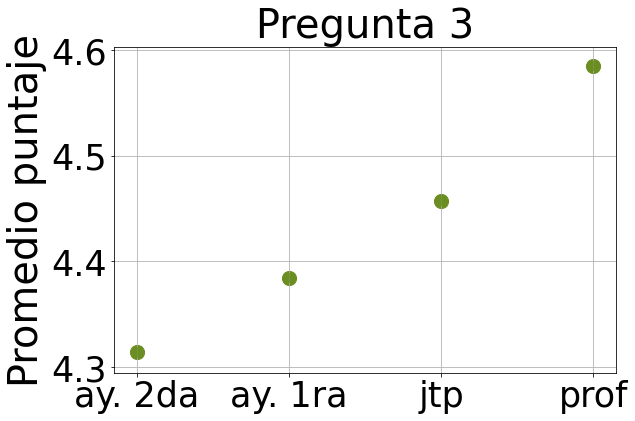 Pregunta 3
Promedio puntaje
4.6
4.5
4.4
4.3
ay. 2da ay. 1ra jtp prof